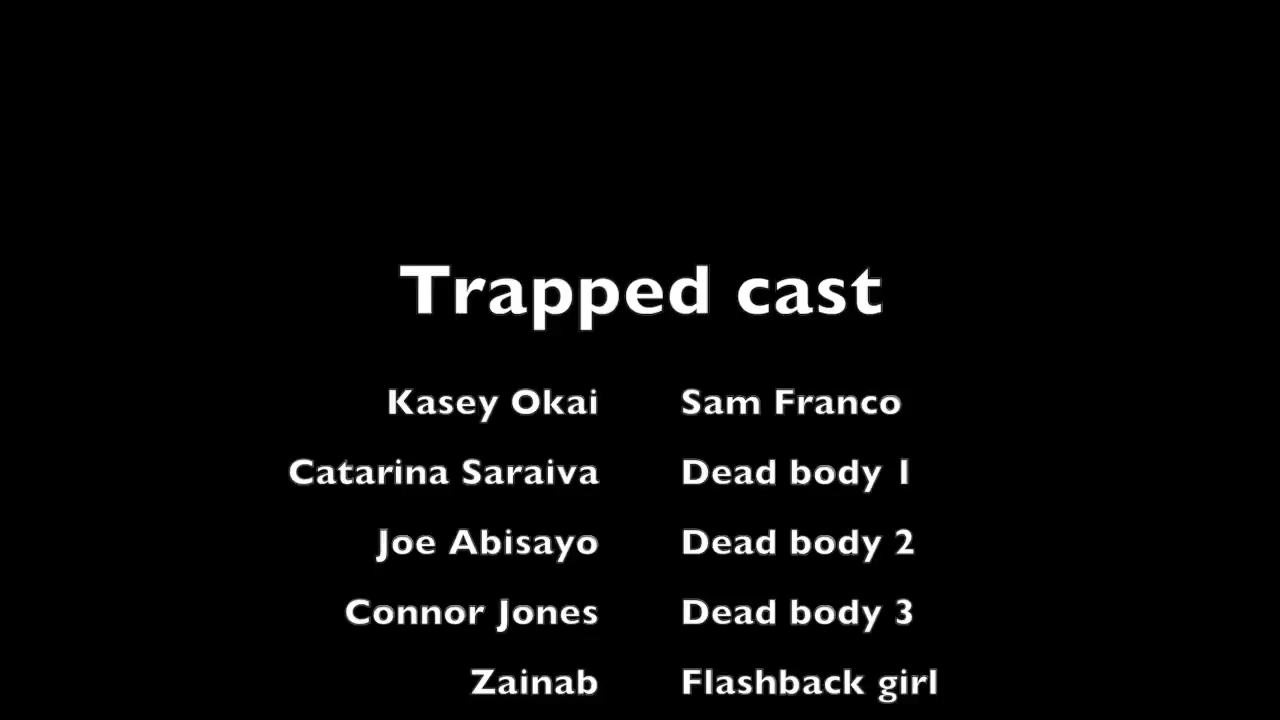 Trapped cast
Kasey Okai Sam Franco
Catarina Saraiva Dead body 1
Joe Abisayo Dead body 2
Connor Jones Dead body 3
Zainab Flashback girl